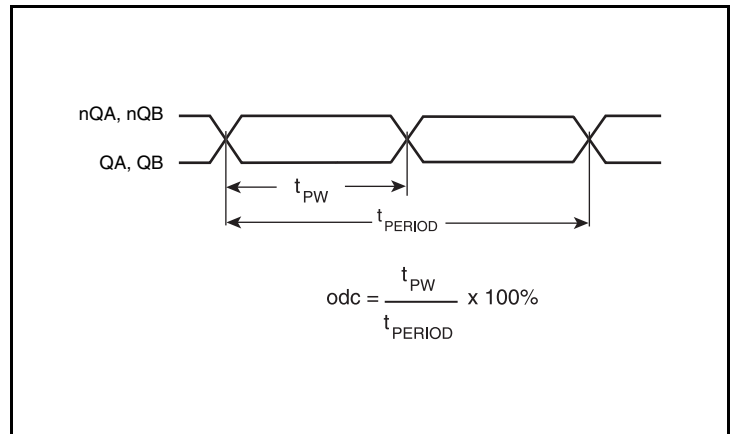 nQA, nQB
QA, QB
tPW
tPERIOD
odc = tPW / tPERIOD x 100%